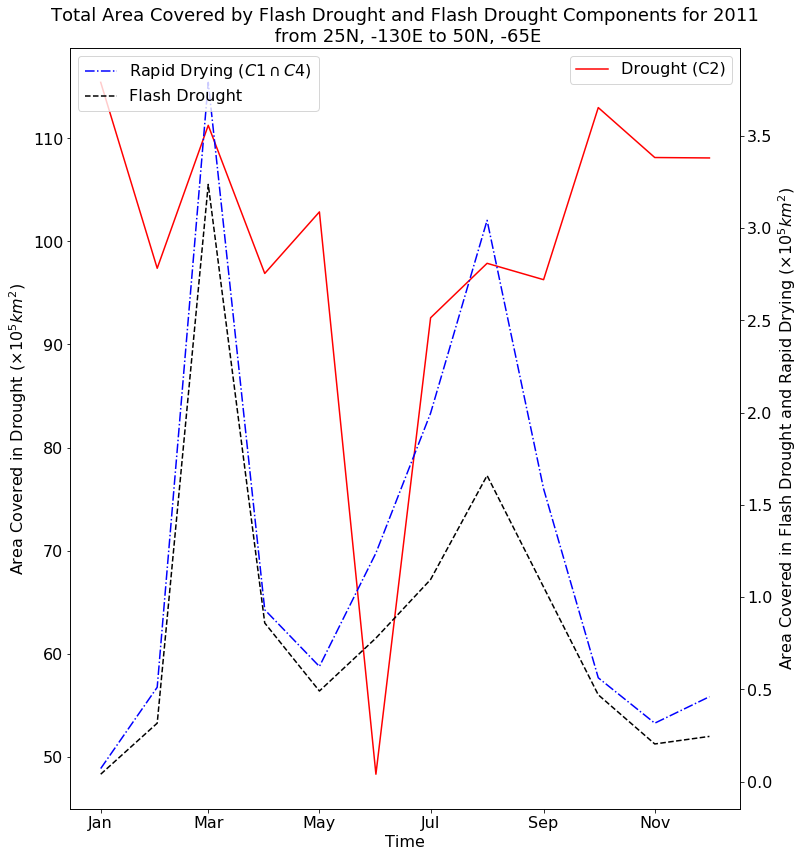 Total Area Covered by Flash Drought and Flash Drought Components for 2011
from 25N, -130E to 50N, -65E
Rapid Drying (C1 ∩ C4)
Flash Drought
Drought (C2)
110
100
90
80
70
60
50
Area Covered in Drought (×10⁵km²)
3.5
3.0
2.5
2.0
1.5
1.0
0.5
0.0
Area Covered in Flash Drought and Rapid Drying (×10⁵km²)
Jan Mar May Jul Sep Nov
Time